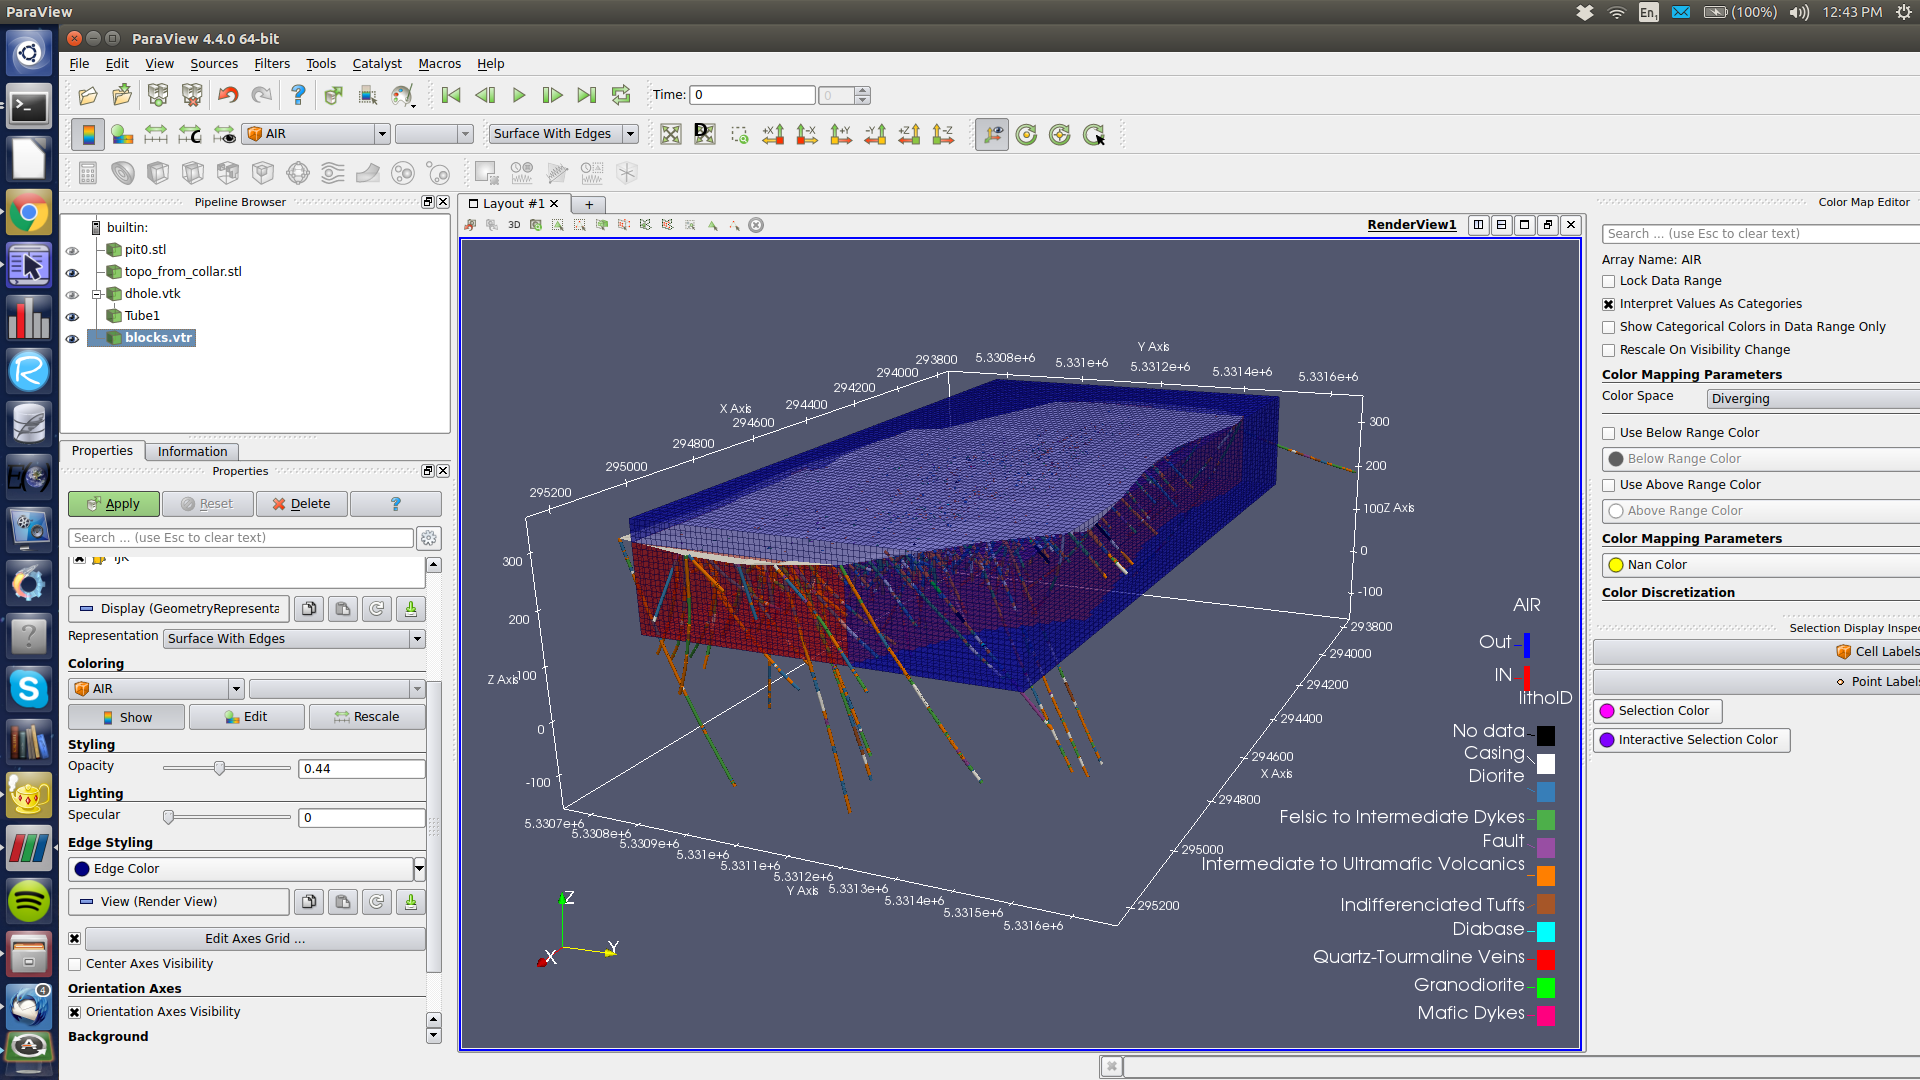 ParaView
En1
(100%)
12:43 PM
ParaView 4.4.0 64-bit
File Edit View Sources Filters Tools Catalyst Macros Help
Time: 0
0
AIR
Surface With Edges
D
+X -X +Y -Y +Z -Z
Pipeline Browser
builtin:
pit0.stl
topo_from_collar.stl
dhole.vtk
Tube1
blocks.vtr
Properties Information
Properties
Apply Reset Delete ?
Search ... (use Esc to clear text)
Display (GeometryRepresenta
Representation Surface With Edges
Coloring
AIR
Show Edit Rescale
Styling
Opacity 0.44
Lighting
Specular 0
Edge Styling
Edge Color
View (Render View)
Edit Axes Grid ...
Center Axes Visibility
Orientation Axes
Orientation Axes Visibility
Background
Layout #1
+
3D
RenderView1
Y Axis
293800 5.3308e+6 5.331e+6 5.3312e+6 5.3314e+6 5.3316e+6
294000
294200
294400
X Axis
294600
294800
295000
295200
300
200
100 Z Axis
0
-100
300
200
Z Axis 100
0
-100
293800
294000
294200
294400
294600
X Axis
294800
295000
295200
5.3307e+6
5.3308e+6
5.3309e+6
5.331e+6
5.3311e+6
5.3312e+6
Y Axis
5.3313e+6
5.3314e+6
5.3315e+6
5.3316e+6
Z
Y
X
AIR
Out
IN
lithoID
No data
Casing
Diorite
Felsic to Intermediate Dykes
Fault
Intermediate to Ultramafic Volcanics
Indifferenciated Tuffs
Diabase
Quartz-Tourmaline Veins
Granodiorite
Mafic Dykes
Color Map Editor
Search ... (use Esc to clear text)
Array Name: AIR
Lock Data Range
Interpret Values As Categories
Show Categorical Colors in Data Range Only
Rescale On Visibility Change
Color Mapping Parameters
Color Space Diverging
Use Below Range Color
Below Range Color
Use Above Range Color
Above Range Color
Color Mapping Parameters
Nan Color
Color Discretization
Selection Display Inspec
Cell Labels
Point Labels
Selection Color
Interactive Selection Color
4